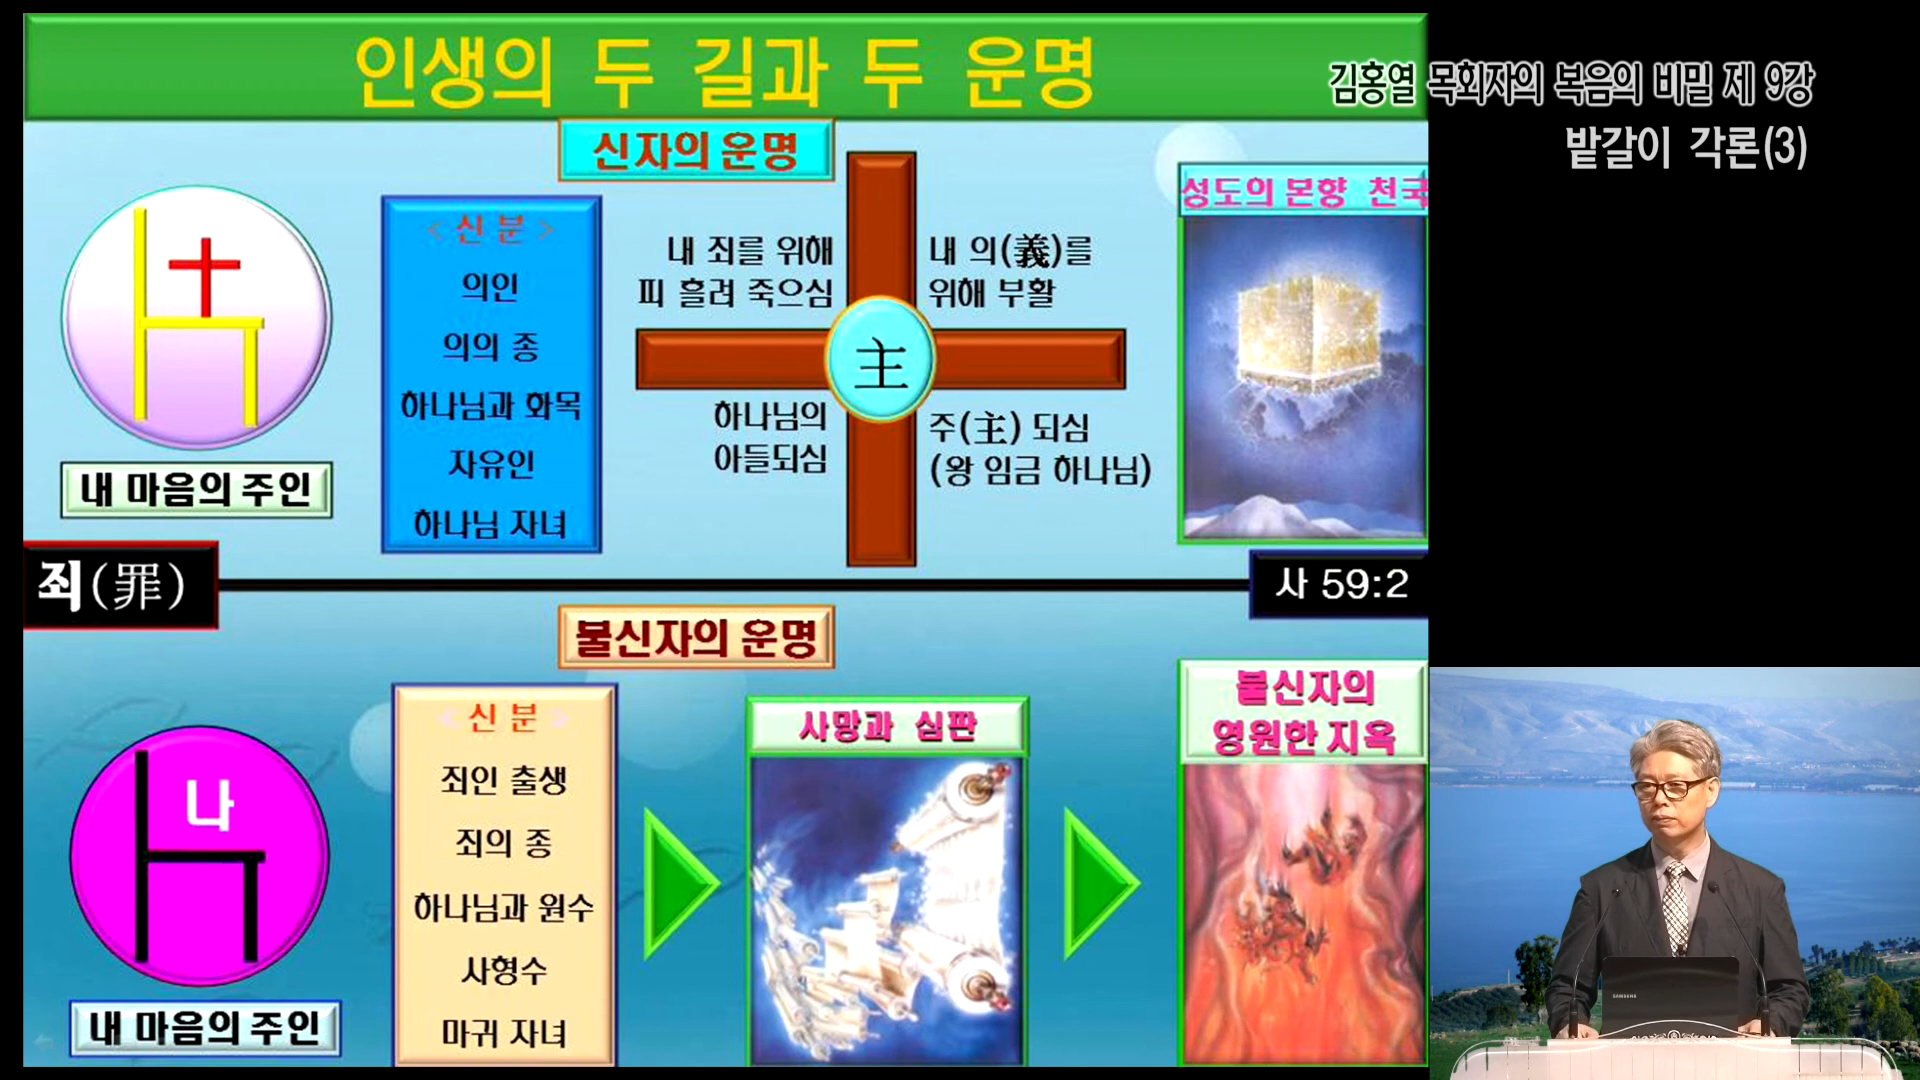 인생의 두 길과 두 운명
김홍열 목회자의 복음의 비밀 제 9강
밭갈이 각론(3)
신자의 운명
< 신 분 >
의인
의의 종
하나님과 화목
자유인
하나님 자녀
내 마음의 주인
내 죄를 위해
피 흘려 죽으심
내 의(義)를
위해 부활
主
하나님의
아들되심
주(主) 되심
(왕 임금 하나님)
성도의 본향 천국
죄(罪)
사 59:2
불신자의 운명
나
내 마음의 주인
< 신 분 >
죄인 출생
죄의 종
하나님과 원수
사형수
마귀 자녀
사망과 심판
불신자의
영원한 지옥
SAMSUNG